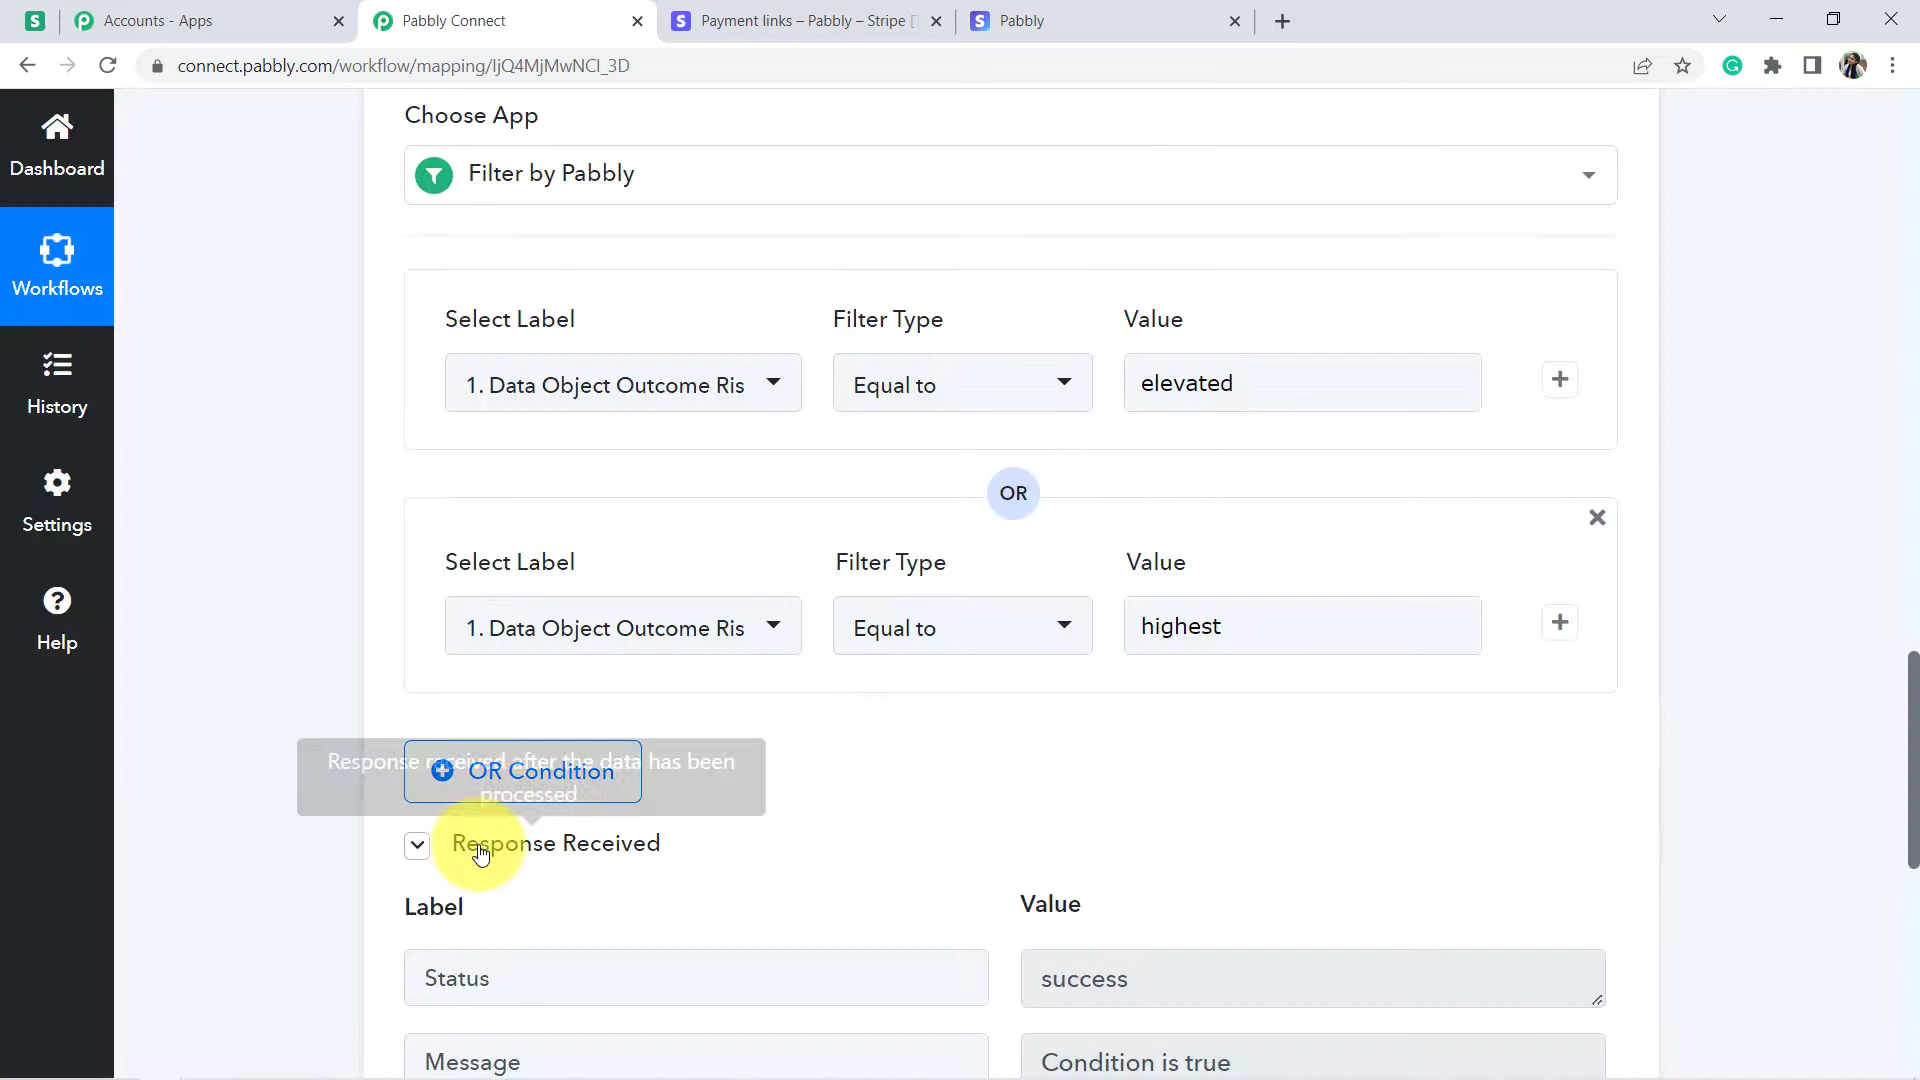 Accounts - Apps
Pabbly Connect
Payment links – Pabbly – Stripe [
Pabbly
connect.pabbly.com/workflow/mapping/IjQ4MjMwNCI_3D
Dashboard
Workflows
History
Settings
Help
Choose App
Filter by Pabbly
Select Label
Filter Type
Value
1. Data Object Outcome Ris
Equal to
elevated
OR
Select Label
Filter Type
Value
1. Data Object Outcome Ris
Equal to
highest
Response received after the data has been
processed
OR Condition
Response Received
Label
Value
Status
success
Message
Condition is true